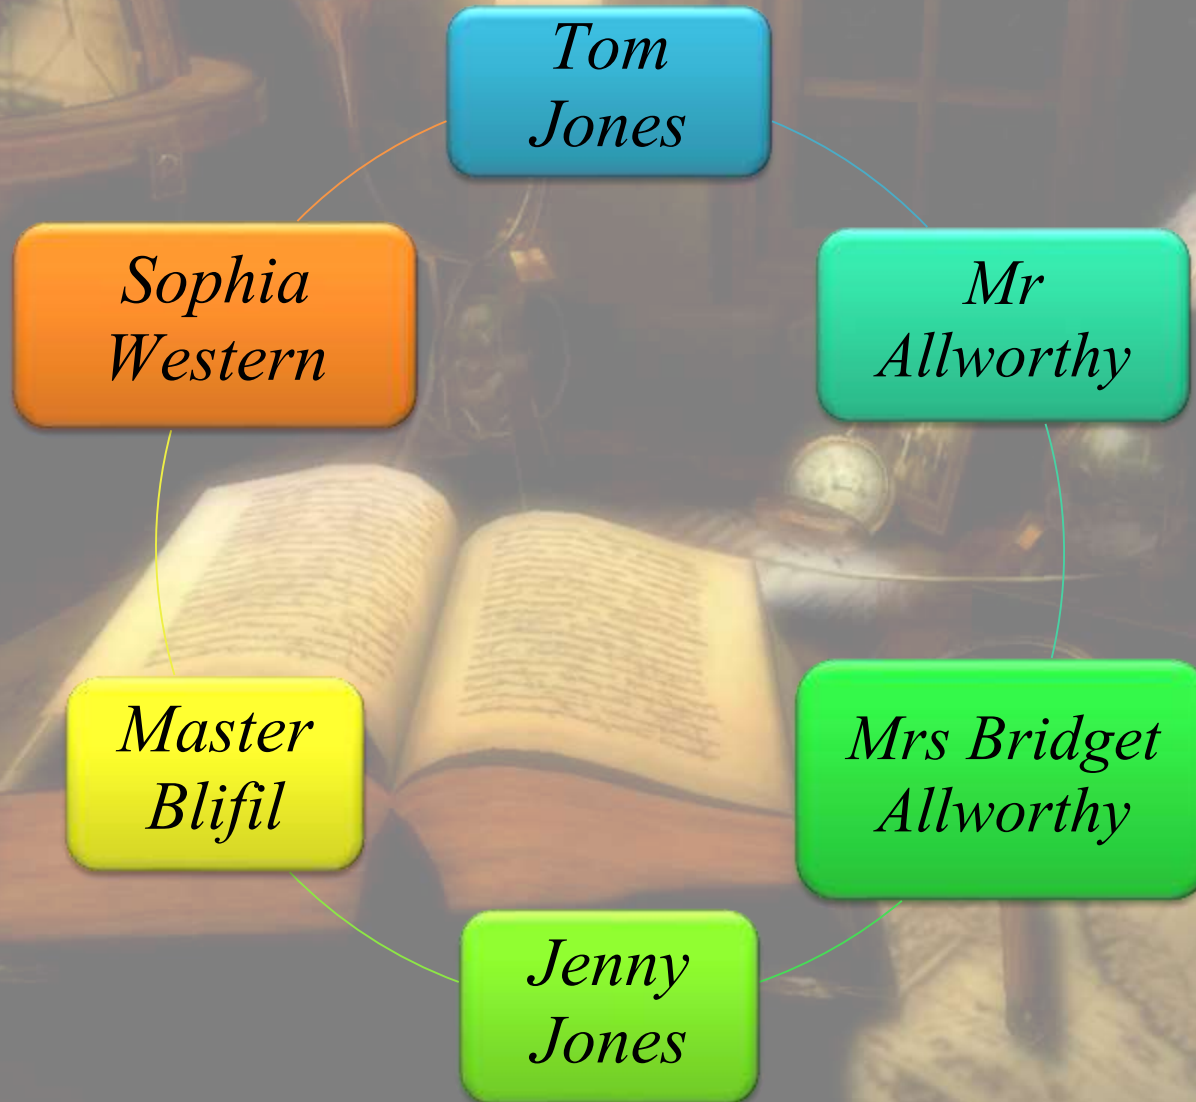 Tom
Jones
Sophia
Western
Mr
Allworthy
Master
Blifil
Mrs Bridget
Allworthy
Jenny
Jones